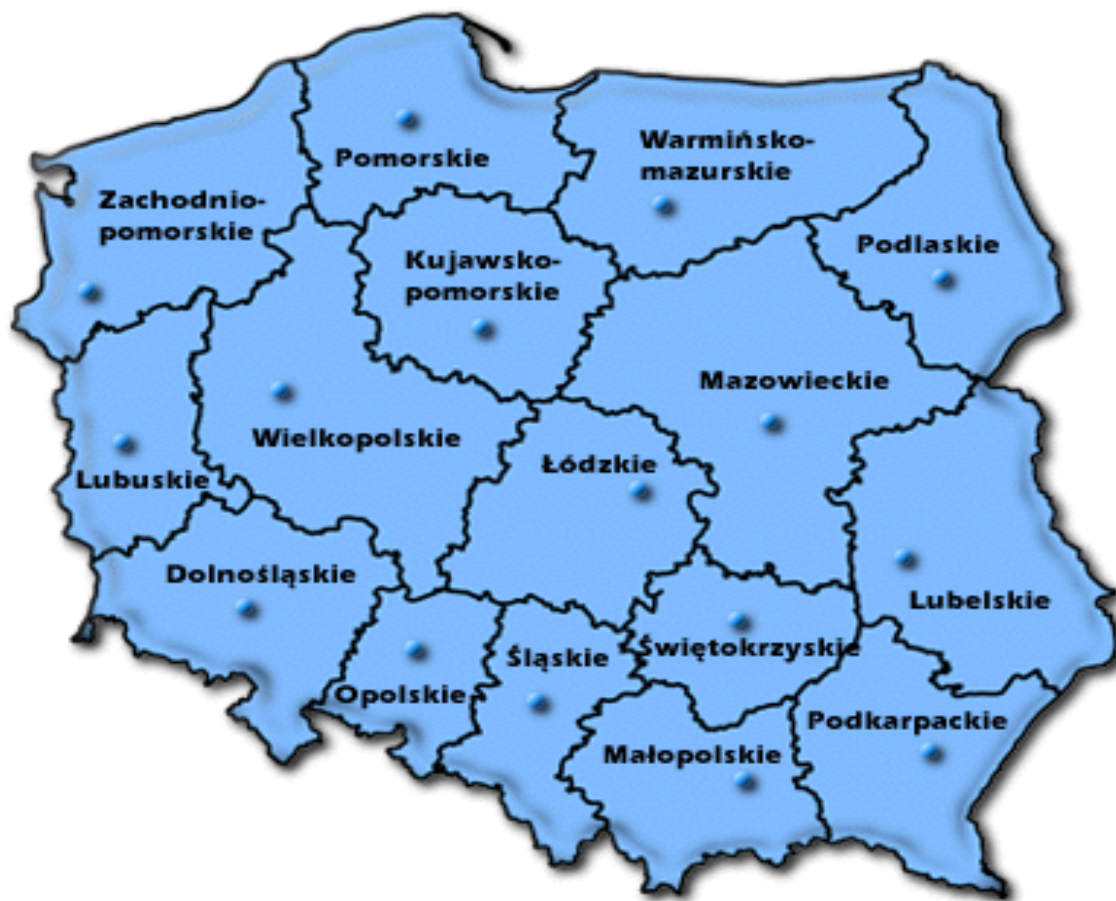 Pomorskie
Warmińsko-
mazurskie
Zachodnio-
pomorskie
Kujawsko-
pomorskie
Podlaskie
Mazowieckie
Wielkopolskie
Łódzkie
Lubuskie
Dolnośląskie
Lubelskie
Opolskie
Śląskie
Świętokrzyskie
Podkarpackie
Małopolskie